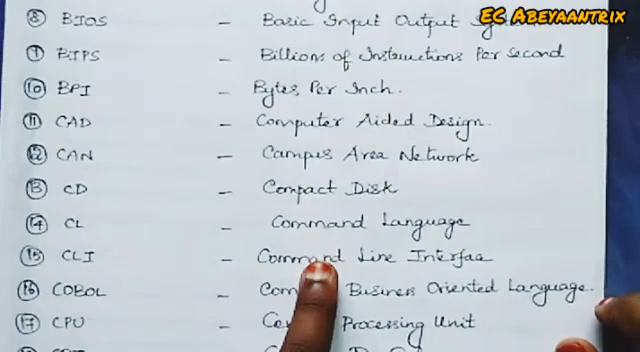 EC Abeyaantrix
⑧ BIOS - Basic Input Output
⑨ BIPS - Billions of Instructions Per Second
⑩ BPI - Bytes Per Inch.
⑪ CAD - Computer Aided Design.
⑫ CAN - Campus Area Network
⑬ CD - Compact Disk
⑭ CL - Command Language
⑮ CLI - Command Line Interface
⑯ COBOL - Business Oriented Language.
⑰ CPU - Processing Unit